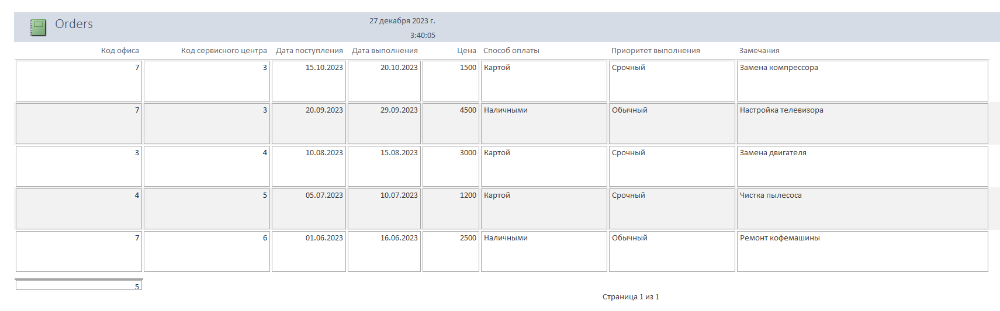 Orders
27 декабря 2023 г.
3:40:05
Код офиса Код сервисного центра Дата поступления Дата выполнения Цена Способ оплаты Приоритет выполнения Замечания
7 3 15.10.2023 20.10.2023 1500 Картой Срочный Замена компрессора
7 3 20.09.2023 29.09.2023 4500 Наличными Обычный Настройка телевизора
3 4 10.08.2023 15.08.2023 3000 Картой Срочный Замена двигателя
4 5 05.07.2023 10.07.2023 1200 Картой Срочный Чистка пылесоса
7 6 01.06.2023 16.06.2023 2500 Наличными Обычный Ремонт кофемашины
5
Страница 1 из 1